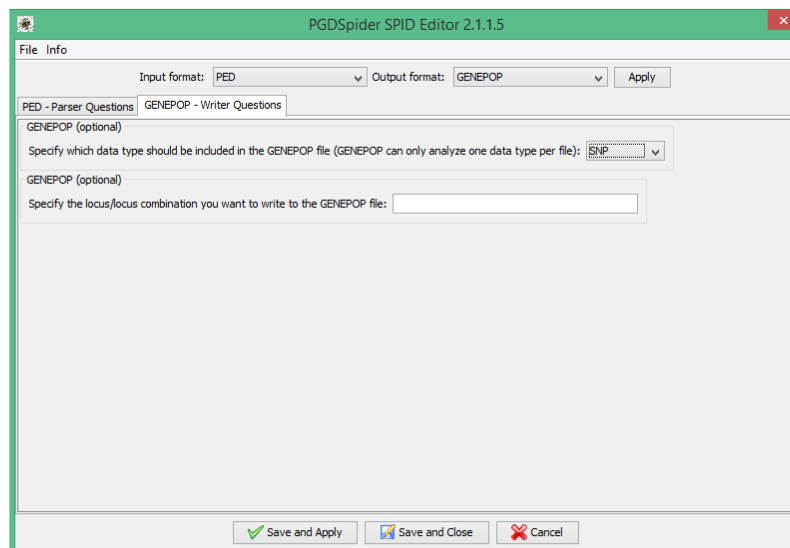 PGDSpider SPID Editor 2.1.1.5
File Info
Input format: PED Output format: GENEPOP Apply
PED - Parser Questions GENEPOP - Writer Questions
GENEPOP (optional)
Specify which data type should be included in the GENEPOP file (GENEPOP can only analyze one data type per file): SNP
GENEPOP (optional)
Specify the locus/locus combination you want to write to the GENEPOP file:
Save and Apply Save and Close Cancel